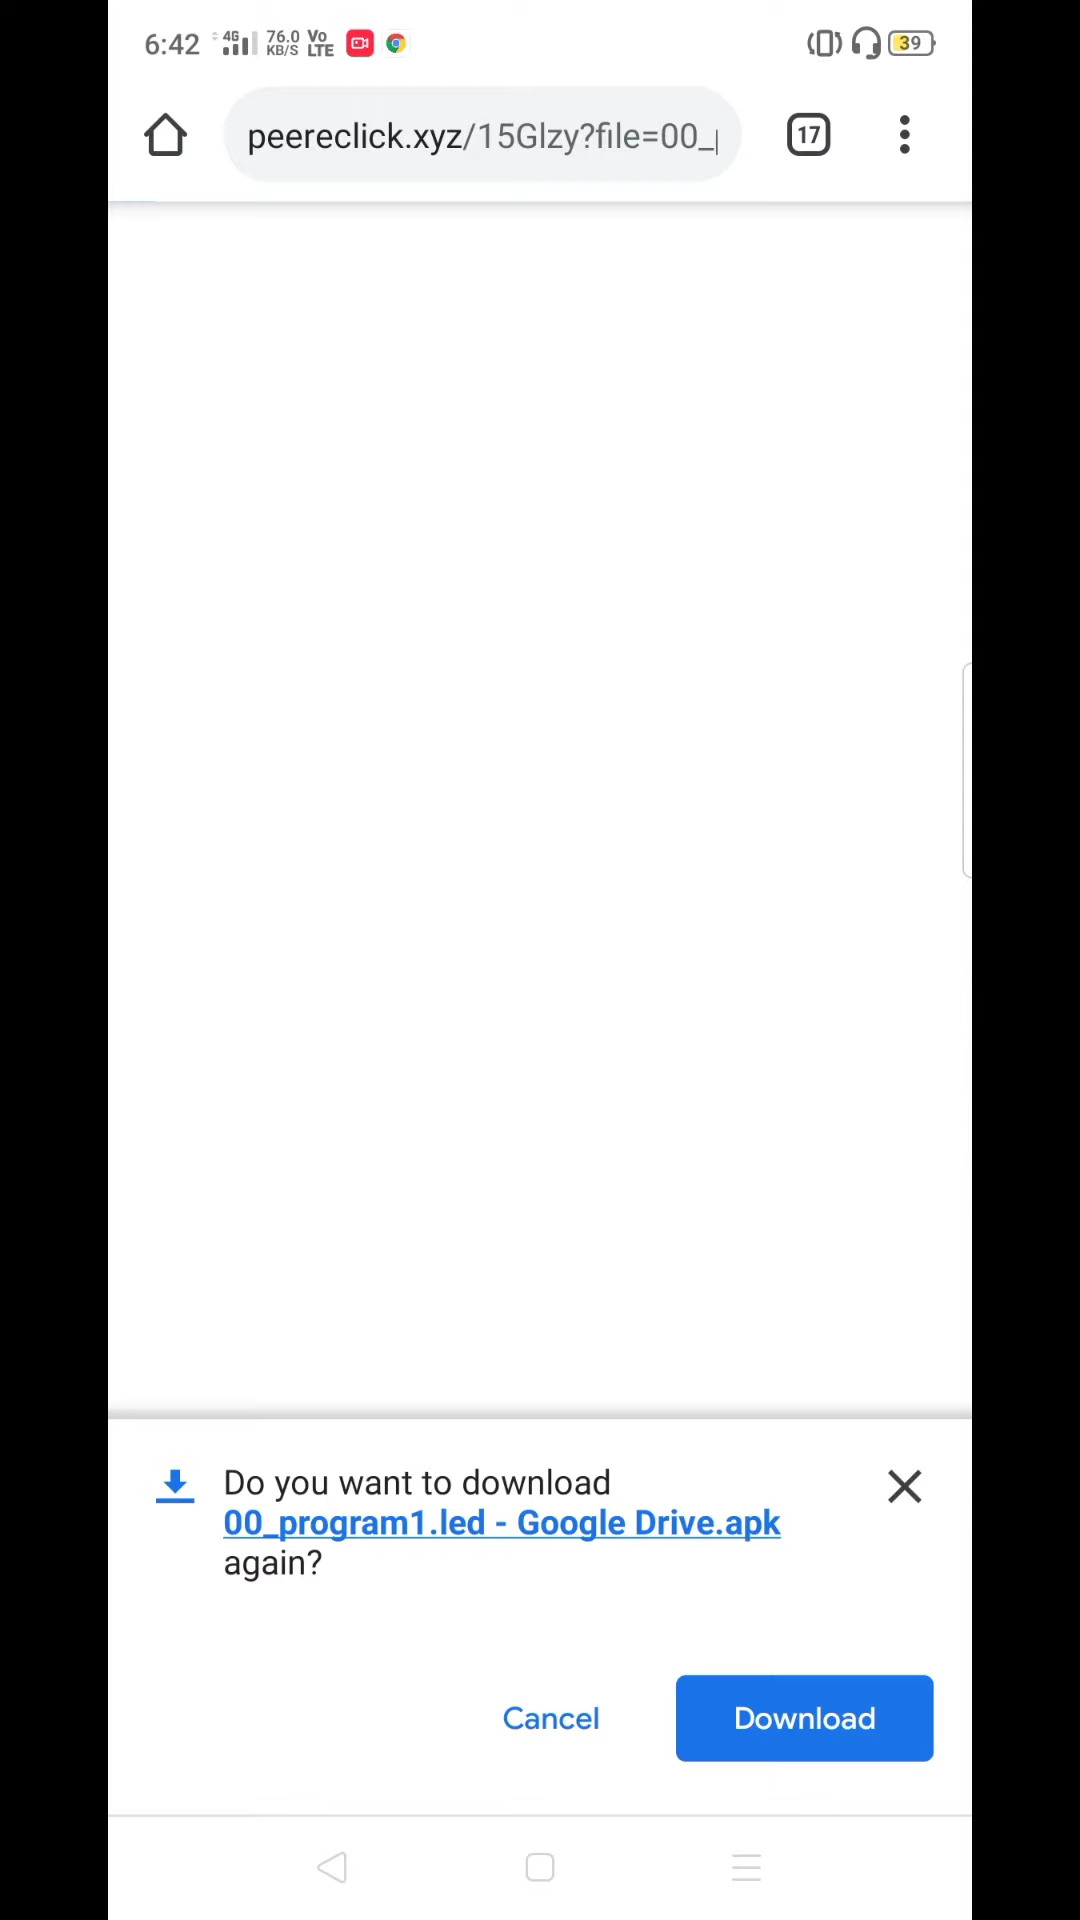 6:42 4G 76.0 KB/S Vo LTE 39
peereclick.xyz/15Glzy?file=00_
17
Do you want to download
00_program1.led - Google Drive.apk
again?
Cancel Download